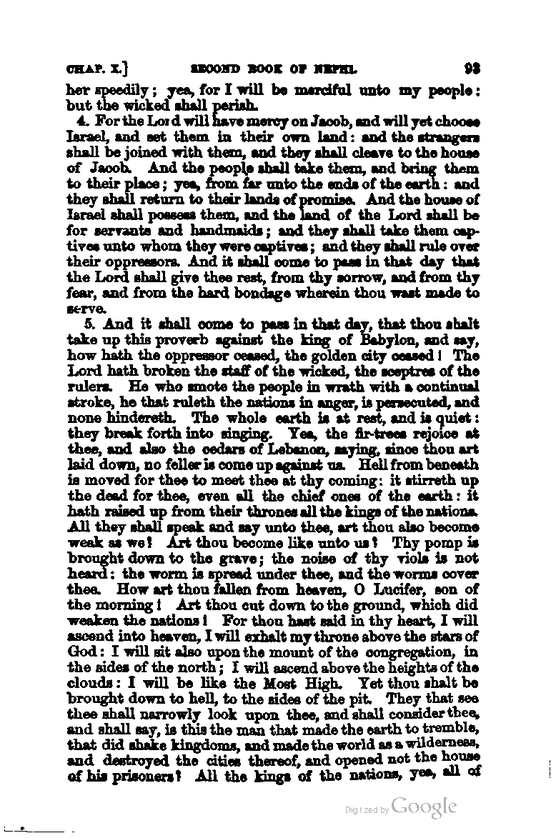 CHAP. X.] SECOND BOOK OF NEPHI. 93
her speedily; yea, for I will be merciful unto my people:
but the wicked shall perish.
4. For the Lord will have mercy on Jacob, and will yet choose
Israel, and set them in their own land: and the strangers
shall be joined with them, and they shall cleave to the house
of Jacob. And the people shall take them, and bring them
to their place; yea, from far unto the ends of the earth: and
they shall return to their lands of promise. And the house of
Israel shall possess them, and the land of the Lord shall be
for servants and handmaids; and they shall take them cap-
tives unto whom they were captives; and they shall rule over
their oppressors. And it shall come to pass in that day that
the Lord shall give thee rest, from thy sorrow, and from thy
fear, and from the hard bondage wherein thou wast made to
serve.
5. And it shall come to pass in that day, that thou shalt
take up this proverb against the king of Babylon, and say,
how hath the oppressor ceased, the golden city ceased! The
Lord hath broken the staff of the wicked, the sceptres of the
rulers. He who smote the people in wrath with a continual
stroke, he that ruleth the nations in anger, is persecuted, and
none hindereth. The whole earth is at rest, and is quiet:
they break forth into singing. Yea, the fir-trees rejoice at
thee, and also the cedars of Lebanon, saying, since thou art
laid down, no feller is come up against us. Hell from beneath
is moved for thee to meet thee at thy coming: it stirreth up
the dead for thee, even all the chief ones of the earth: it
hath raised up from their thrones all the kings of the nations.
All they shall speak and say unto thee, art thou also become
weak as we? Art thou become like unto us? Thy pomp is
brought down to the grave; the noise of thy viols is not
heard: the worm is spread under thee, and the worms cover
thee. How art thou fallen from heaven, O Lucifer, son of
the morning! Art thou cut down to the ground, which did
weaken the nations! For thou hast said in thy heart, I will
ascend into heaven, I will exhalt my throne above the stars of
God: I will sit also upon the mount of the congregation, in
the sides of the north; I will ascend above the heights of the
clouds: I will be like the Most High. Yet thou shalt be
brought down to hell, to the sides of the pit. They that see
thee shall narrowly look upon thee, and shall consider thee,
and shall say, is this the man that made the earth to tremble,
that did shake kingdoms, and made the world as a wilderness,
and destroyed the cities thereof, and opened not the house
of his prisoners? All the kings of the nations, yea, all of
Digitized by Google